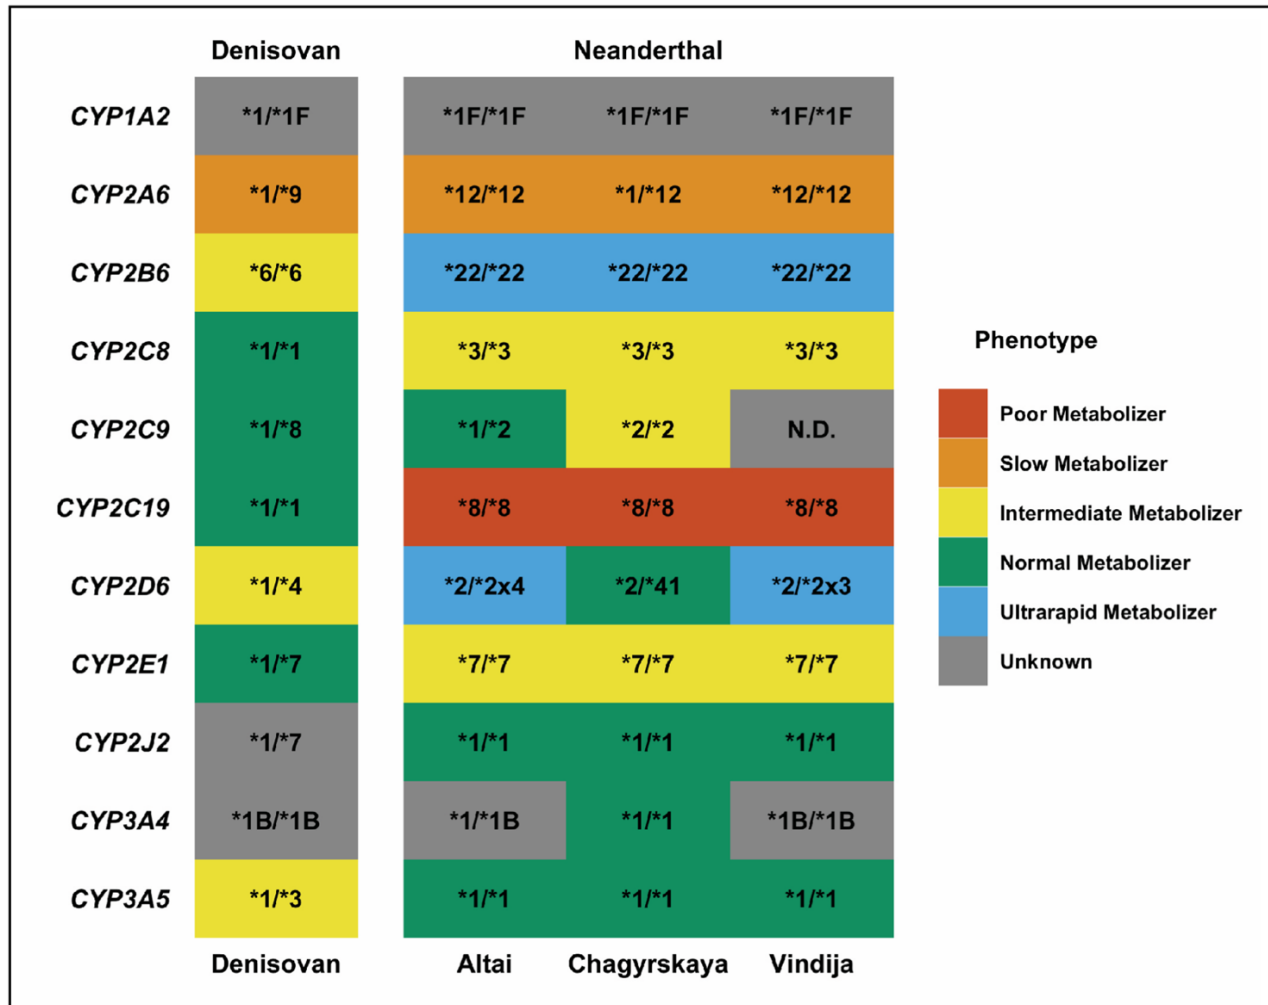 Denisovan Neanderthal
CYP1A2 *1/*1F *1F/*1F *1F/*1F *1F/*1F
CYP2A6 *1/*9 *12/*12 *1/*12 *12/*12
CYP2B6 *6/*6 *22/*22 *22/*22 *22/*22
CYP2C8 *1/*1 *3/*3 *3/*3 *3/*3
CYP2C9 *1/*8 *1/*2 *2/*2 N.D.
CYP2C19 *1/*1 *8/*8 *8/*8 *8/*8
CYP2D6 *1/*4 *2/*2x4 *2/*41 *2/*2x3
CYP2E1 *1/*7 *7/*7 *7/*7 *7/*7
CYP2J2 *1/*7 *1/*1 *1/*1 *1/*1
CYP3A4 *1B/*1B *1/*1B *1/*1 *1B/*1B
CYP3A5 *1/*3 *1/*1 *1/*1 *1/*1
Denisovan Altai Chagyrskaya Vindija
Phenotype
Poor Metabolizer
Slow Metabolizer
Intermediate Metabolizer
Normal Metabolizer
Ultrarapid Metabolizer
Unknown